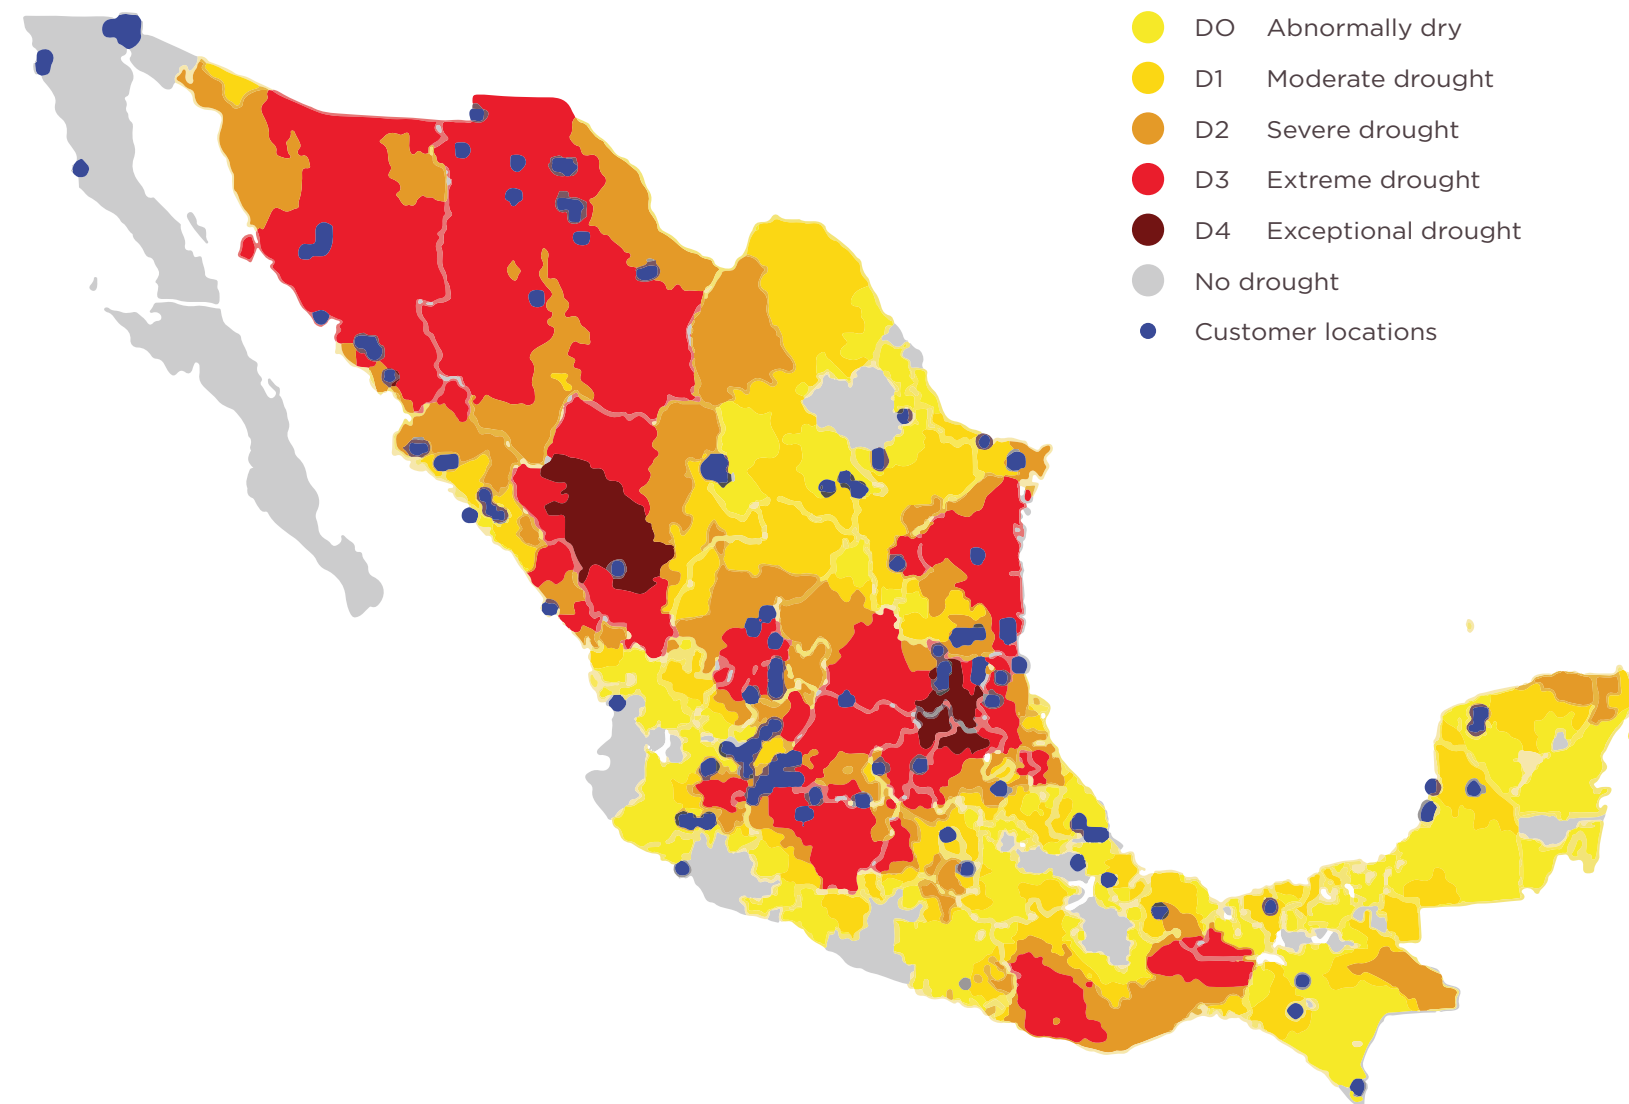 DO Abnormally dry
D1 Moderate drought
D2 Severe drought
D3 Extreme drought
D4 Exceptional drought
No drought
Customer locations